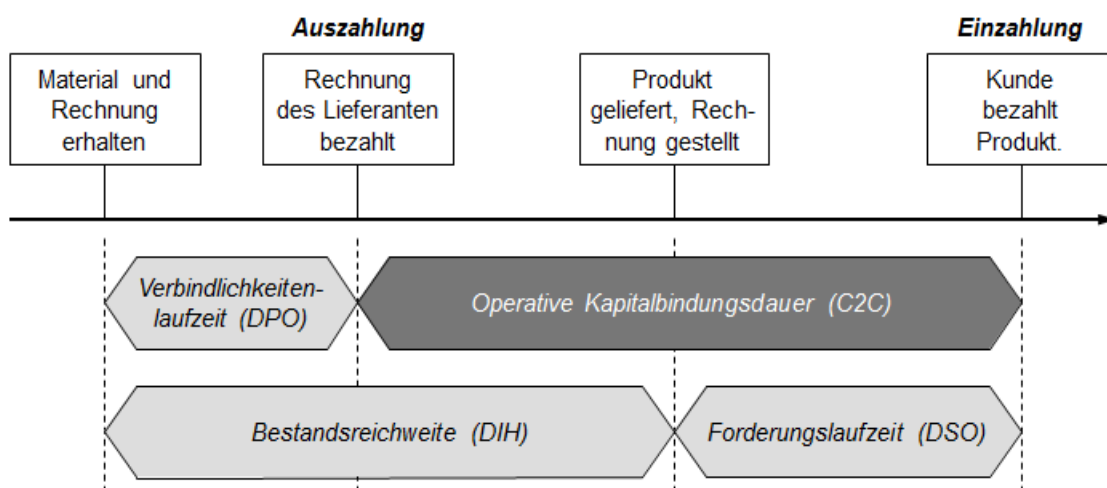 Auszahlung
Einzahlung
Material und
Rechnung
erhalten
Rechnung
des Lieferanten
bezahlt
Produkt
geliefert, Rech-
nung gestellt
Kunde
bezahlt
Produkt.
Verbindlichkeiten-
laufzeit (DPO)
Operative Kapitalbindungsdauer (C2C)
Bestandsreichweite (DIH)
Forderungslaufzeit (DSO)